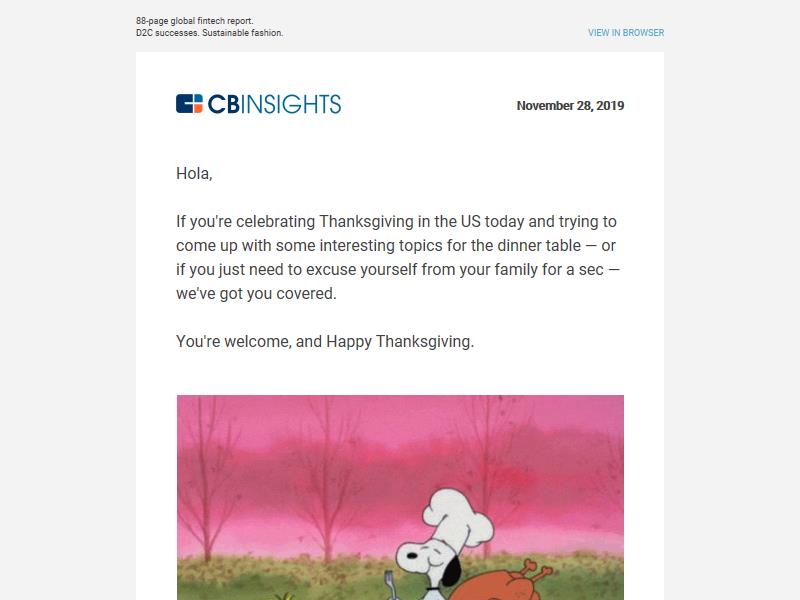 88-page global fintech report.
D2C successes. Sustainable fashion.
VIEW IN BROWSER
CBINSIGHTS
November 28, 2019
Hola,
If you're celebrating Thanksgiving in the US today and trying to
come up with some interesting topics for the dinner table — or
if you just need to excuse yourself from your family for a sec —
we've got you covered.
You're welcome, and Happy Thanksgiving.